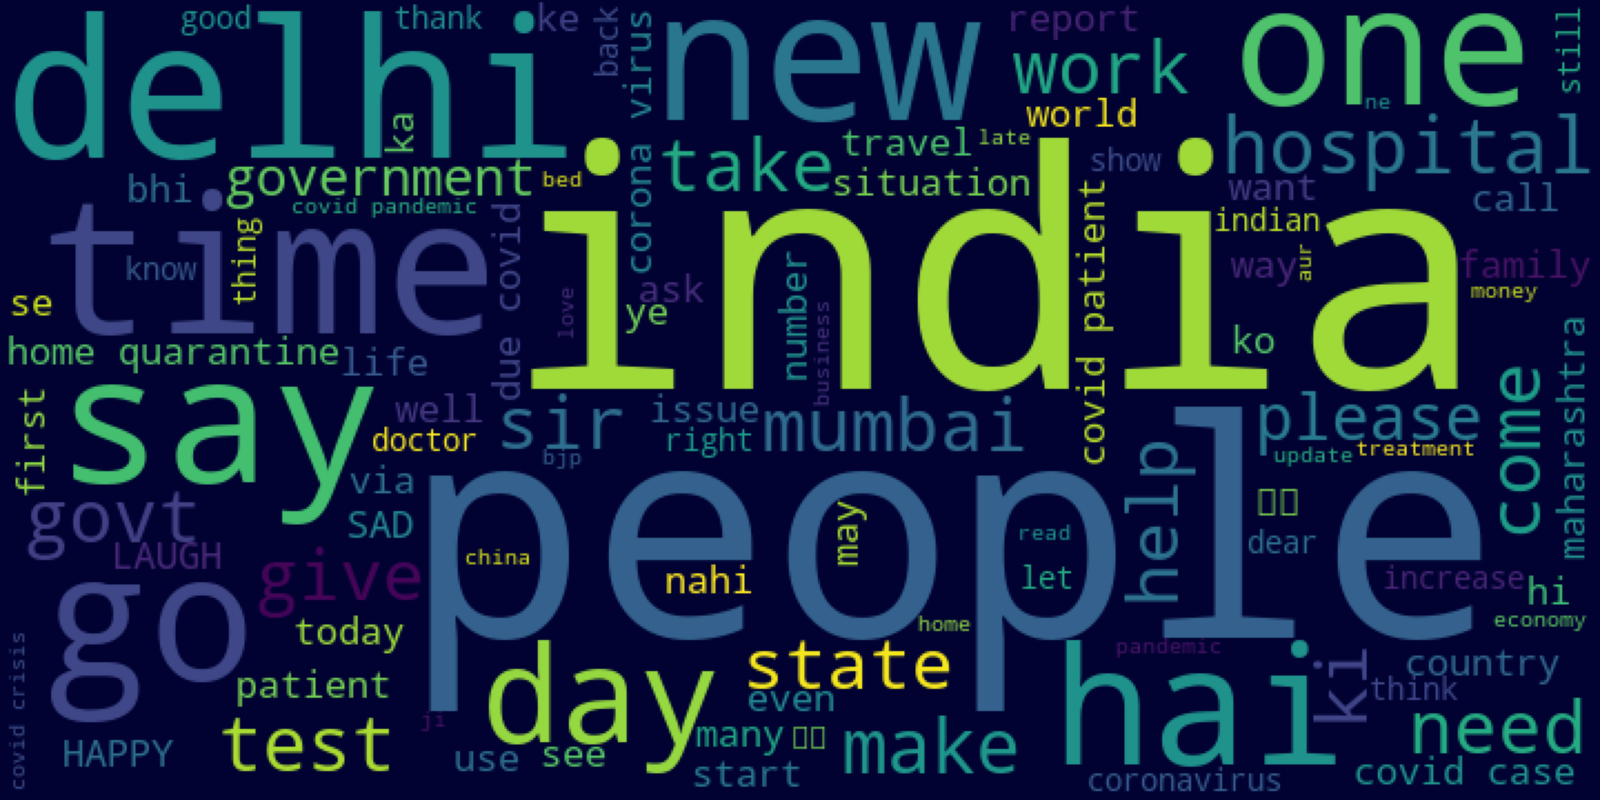 good
thank
ke
back
corona virus
new
report
work
one
still
delhi
ka
world
ne
hospital
government
bed
take
travel
late
situation
show
want
call
bhi
covid pandemic
time
know
thing
due covid
india
indian
way
aur
family
money
se
love
ask
ye
number
business
covid patient
ko
home quarantine
life
maharashtra
first
say
well
doctor
sir
bjp
issue
right
mumbai
please
update
treatment
come
via
SAD
govt
LAUGH
people
china
may
nahi
read
let
help
dear
increase
hi
economy
go
give
today
home
pandemic
covid crisis
patient
day
state
even
hai
ki
country
think
ji
HAPPY
test
use
see
many
start
make
need
coronavirus
covid case